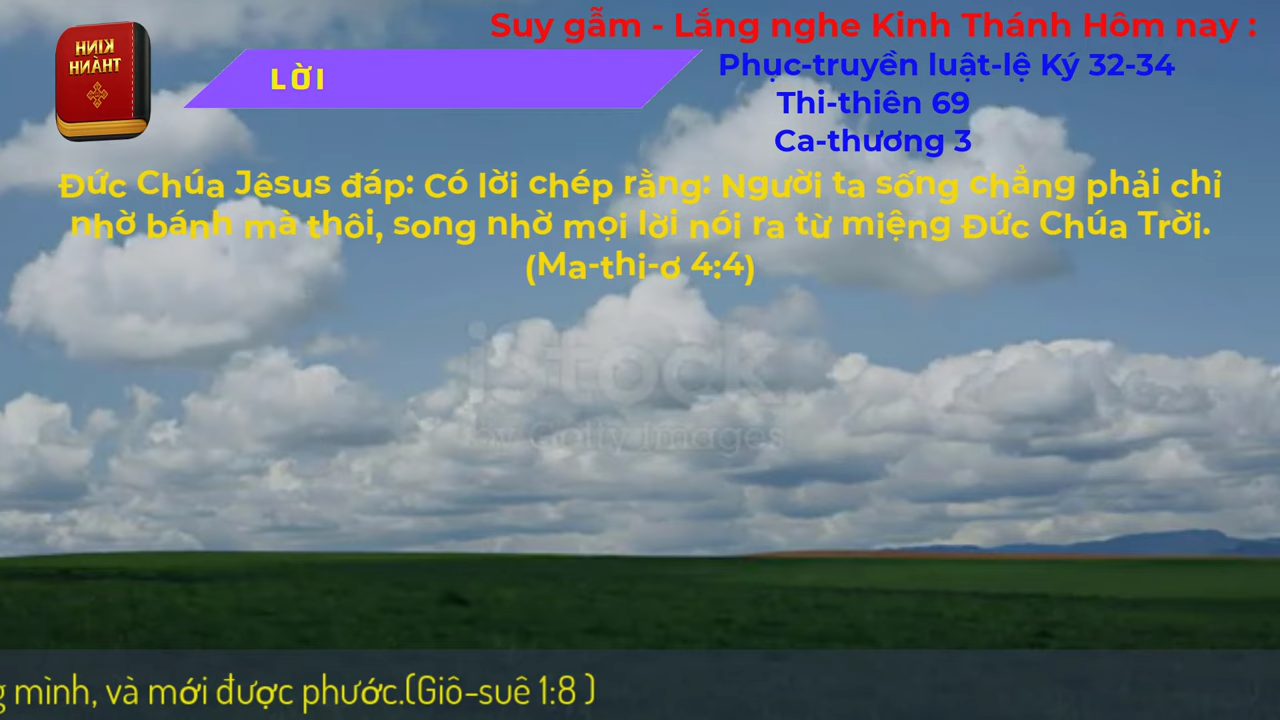 Suy gẫm - Lắng nghe Kinh Thánh Hôm nay :
KINH
THÁNH
LỜI
Phục-truyền luật-lệ Ký 32-34
Thi-thiên 69
Ca-thương 3
Đức Chúa Jêsus đáp: Có lời chép rằng: Người ta sống chẳng phải chỉ
nhờ bánh mà thôi, song nhờ mọi lời nói ra từ miệng Đức Chúa Trời.
(Ma-thi-ơ 4:4)
iStock
by Getty Images
g mình, và mới được phước.(Giô-suê 1:8 )